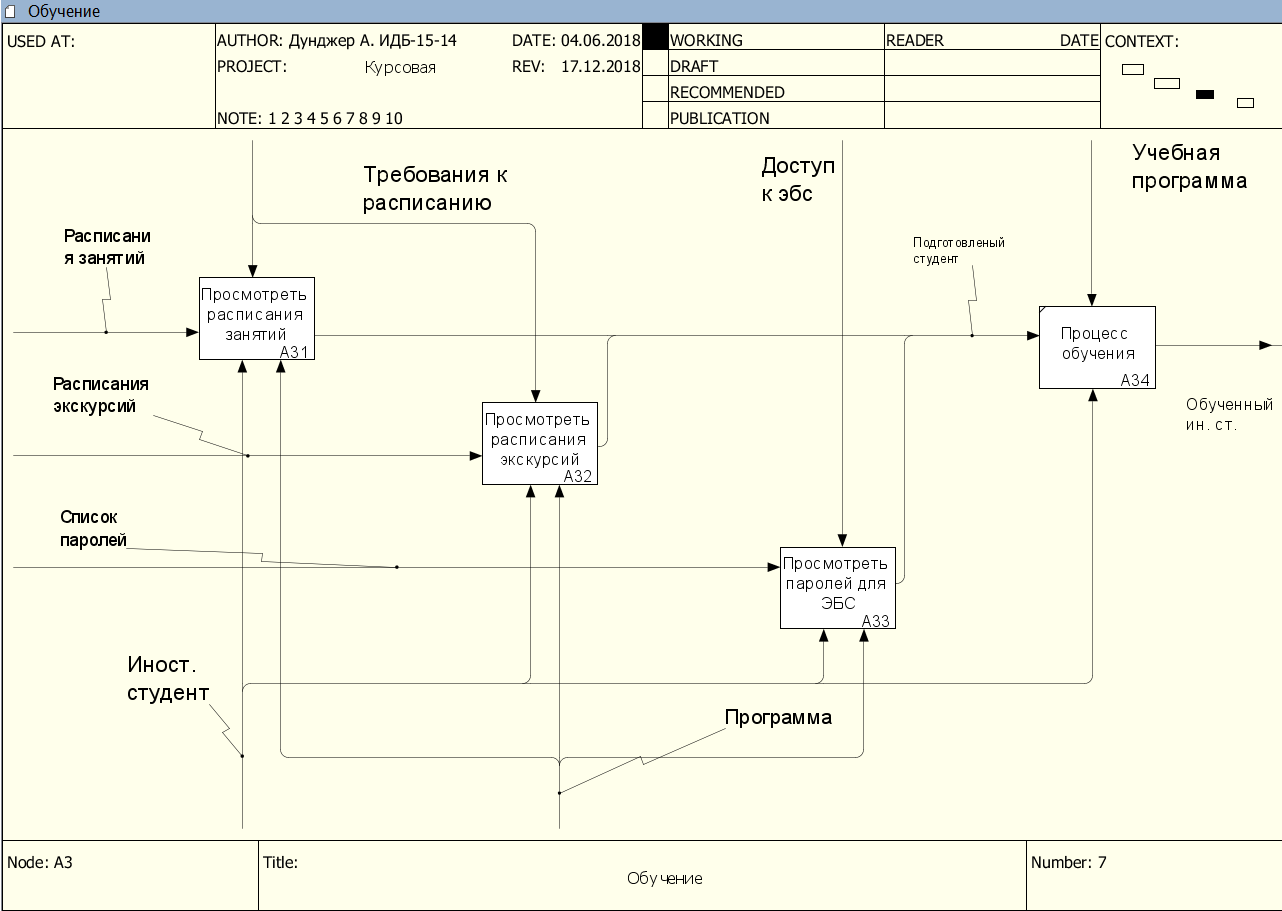 Обучение
USED AT:
AUTHOR: Дунджер А. ИДБ-15-14
DATE: 04.06.2018
PROJECT: Курсовая
REV: 17.12.2018
NOTE: 1 2 3 4 5 6 7 8 9 10
WORKING
DRAFT
RECOMMENDED
PUBLICATION
READER
DATE
CONTEXT:
Требования к
расписанию
Доступ
к эбс
Учебная
программа
Расписани
я занятий
Подготовленый
студент
Просмотреть
расписания
занятий
A31
Процесс
обучения
A34
Расписания
экскурсий
Обученный
ин. ст.
Просмотреть
расписания
экскурсий
A32
Список
паролей
Просмотреть
паролей для
ЭБС
A33
Иност.
студент
Программа
Node: A3
Title:
Обучение
Number: 7